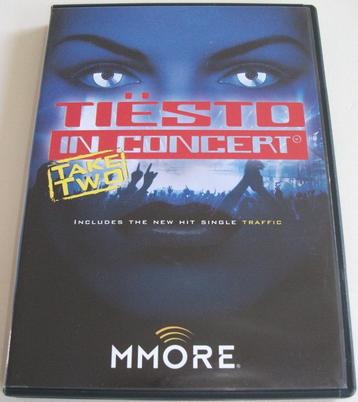 TIËSTO
IN CONCERT
TAKE
TWO
INCLUDES THE NEW HIT SINGLE TRAFFIC
MMORE